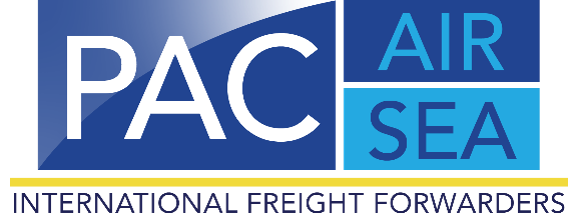 PAC
AIR
SEA
INTERNATIONAL FREIGHT FORWARDERS